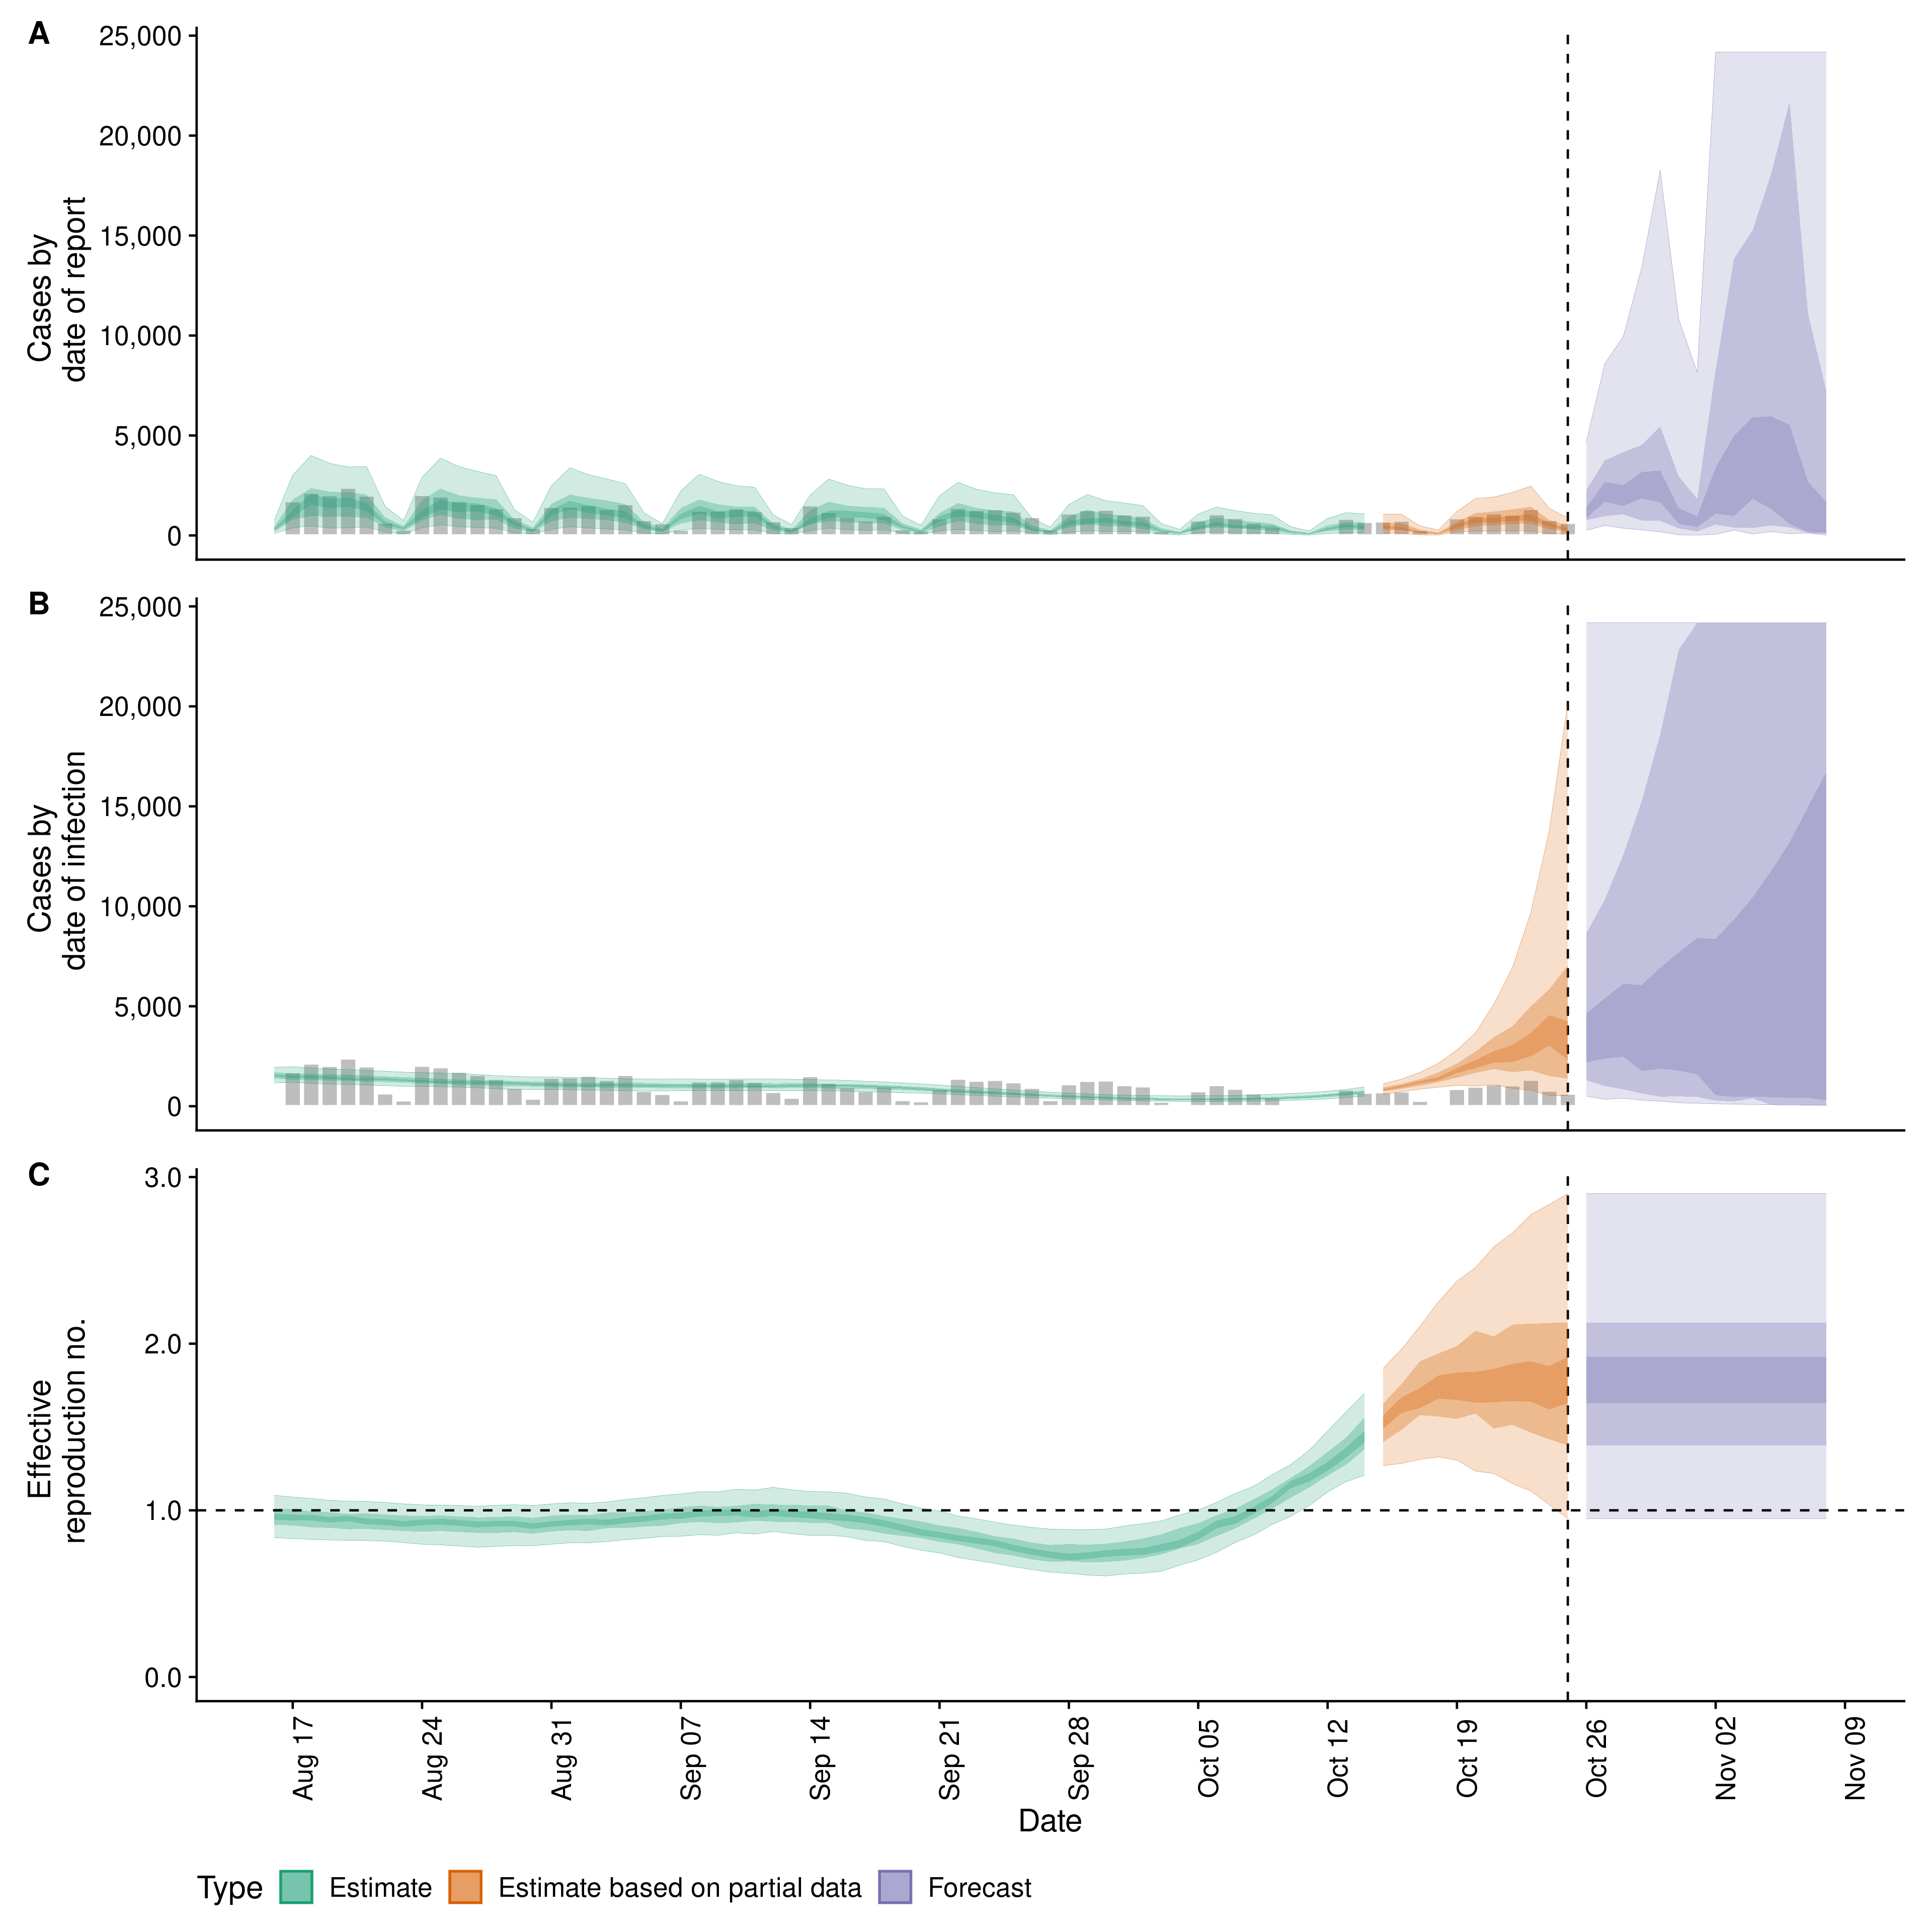 A
25,000
20,000
15,000
10,000
5,000
0
Cases by
date of report
B
25,000
20,000
15,000
10,000
5,000
0
Cases by
date of infection
C
3.0
2.0
1.0
0.0
Effective
reproduction no.
Aug 17
Aug 24
Aug 31
Sep 07
Sep 14
Sep 21
Sep 28
Oct 05
Oct 12
Oct 19
Oct 26
Nov 02
Nov 09
Date
Type Estimate Estimate based on partial data Forecast